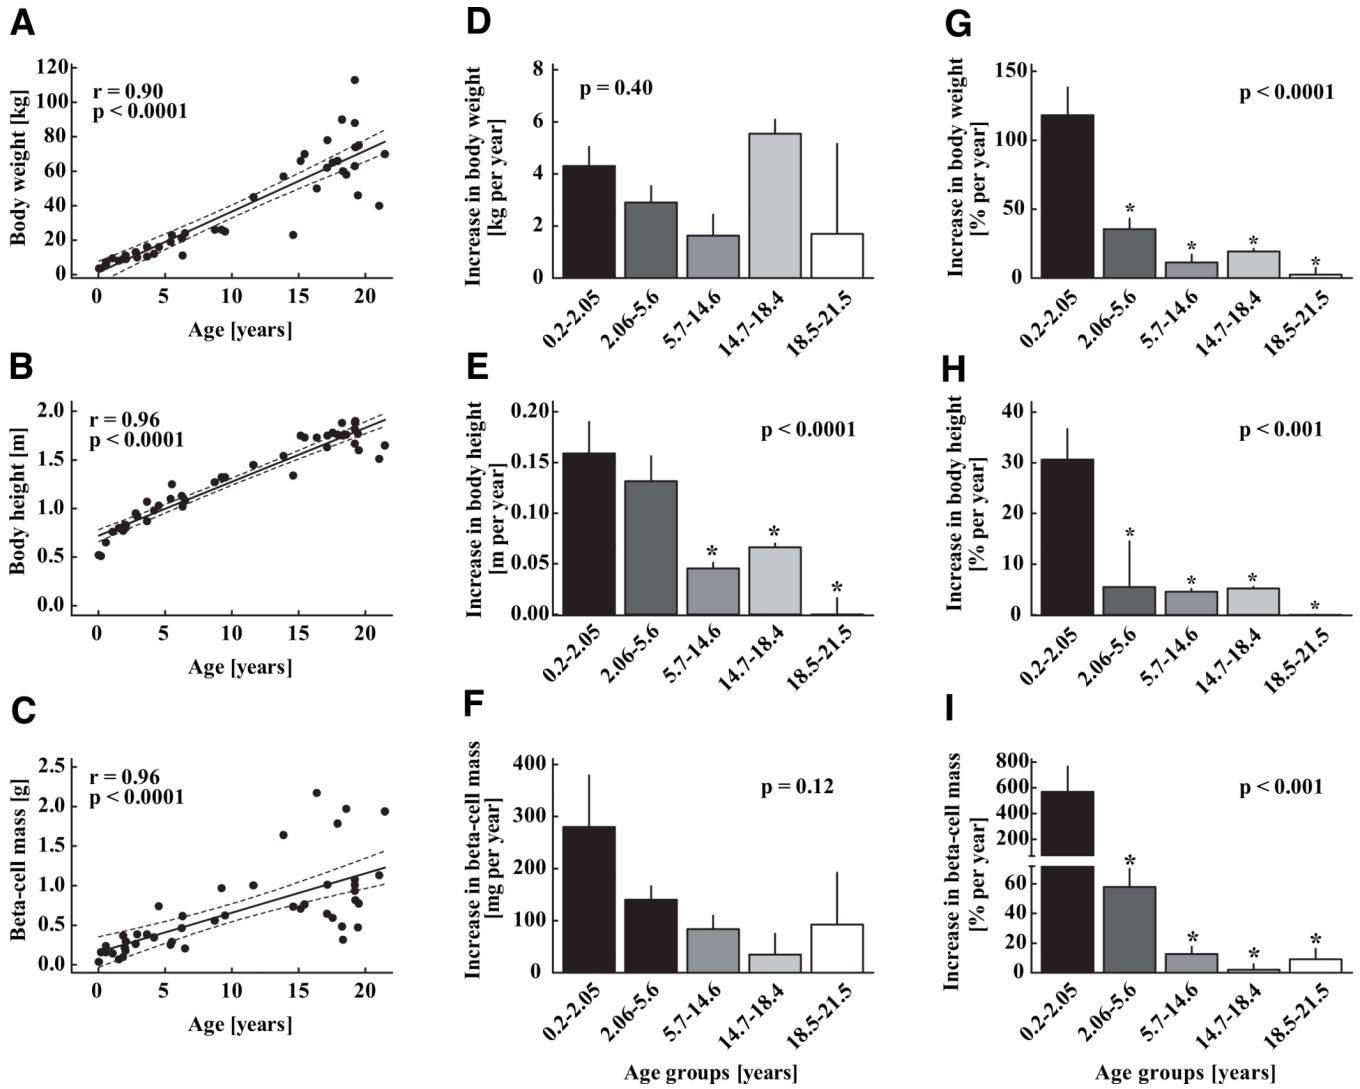 A
Body weight [kg]
120
100
80
60
40
20
0
r = 0.90
p < 0.0001
0 5 10 15 20
Age [years]
D
Increase in body weight
[kg per year]
8
6
4
2
0
p = 0.40
0.2-2.05
2.06-5.6
5.7-14.6
14.7-18.4
18.5-21.5
G
Increase in body weight
[% per year]
150
100
50
0
p < 0.0001
* * * *
0.2-2.05
2.06-5.6
5.7-14.6
14.7-18.4
18.5-21.5
B
Body height [m]
2.0
1.5
1.0
0.5
0.0
r = 0.96
p < 0.0001
0 5 10 15 20
Age [years]
E
Increase in body height
[m per year]
0.20
0.15
0.10
0.05
0.00
p < 0.0001
* * *
0.2-2.05
2.06-5.6
5.7-14.6
14.7-18.4
18.5-21.5
H
Increase in body height
[% per year]
40
30
20
10
0
p < 0.001
* * * *
0.2-2.05
2.06-5.6
5.7-14.6
14.7-18.4
18.5-21.5
C
Beta-cell mass [g]
2.5
2.0
1.5
1.0
0.5
0.0
r = 0.96
p < 0.0001
0 5 10 15 20
Age [years]
F
Increase in beta-cell mass
[mg per year]
400
300
200
100
0
p = 0.12
0.2-2.05
2.06-5.6
5.7-14.6
14.7-18.4
18.5-21.5
Age groups [years]
I
Increase in beta-cell mass
[% per year]
800
600
400
200
60
40
20
0
p < 0.001
* * * *
0.2-2.05
2.06-5.6
5.7-14.6
14.7-18.4
18.5-21.5
Age groups [years]